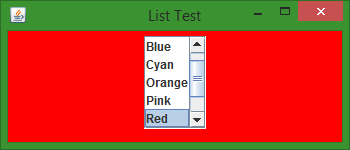 List Test
Blue
Cyan
Orange
Pink
Red